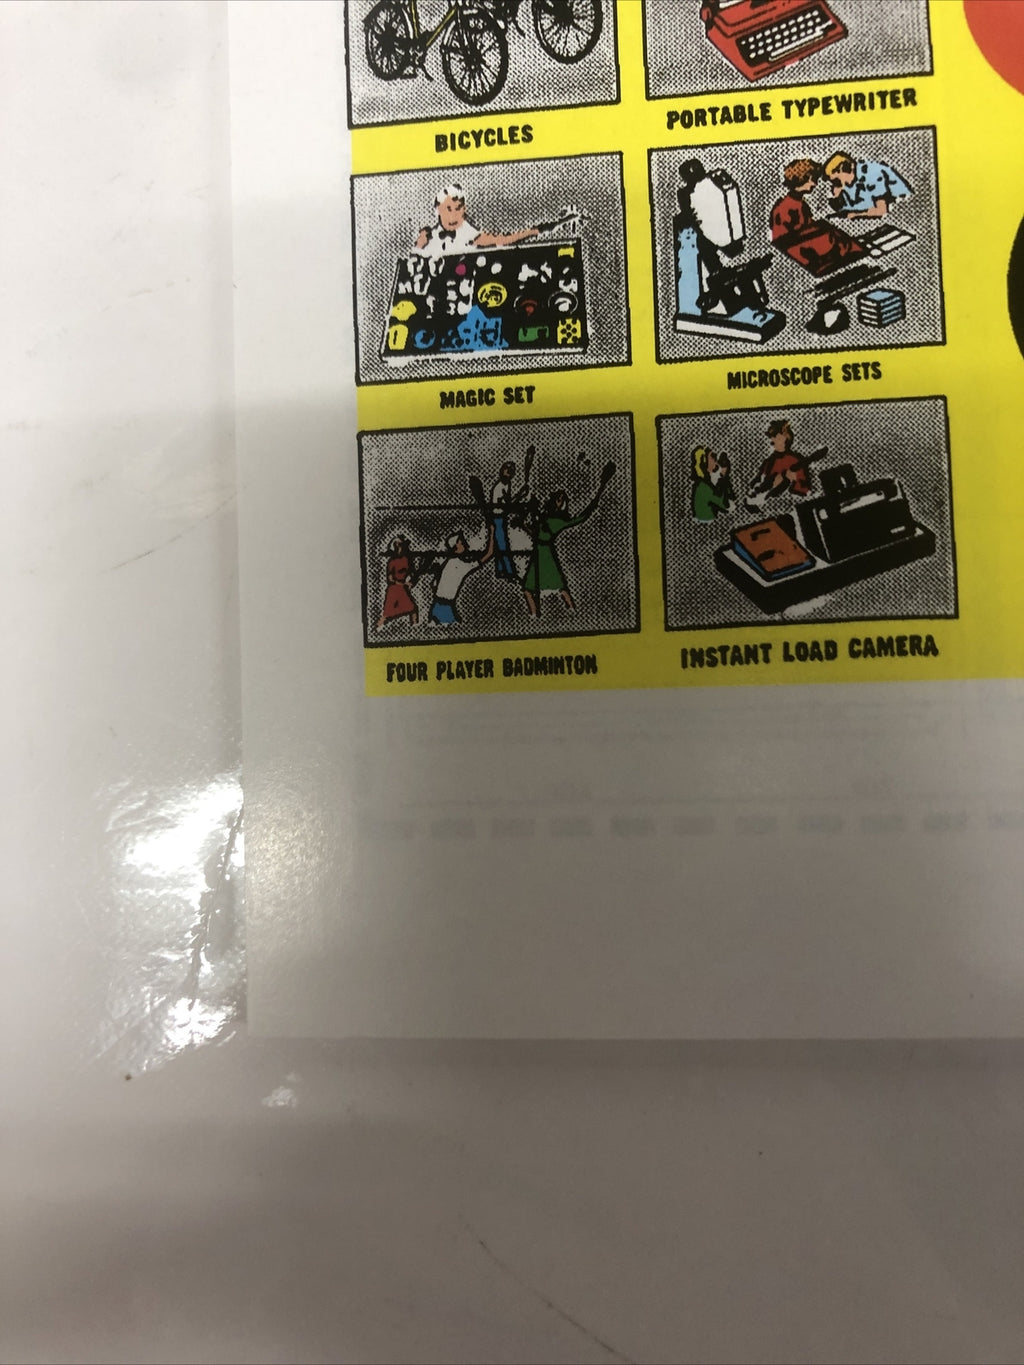 BICYCLES
PORTABLE TYPEWRITER
MAGIC SET
MICROSCOPE SETS
FOUR PLAYER BADMINTON
INSTANT LOAD CAMERA